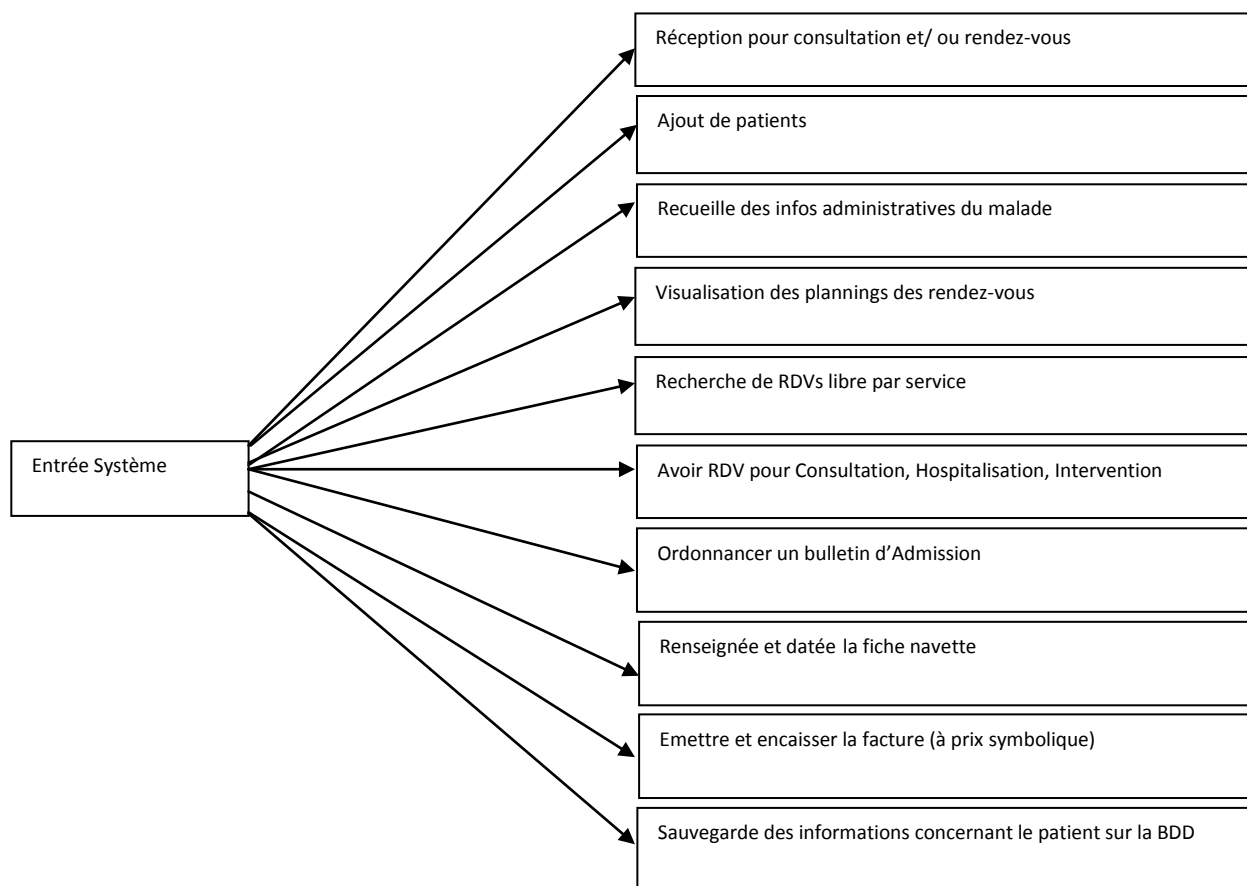 Réception pour consultation et/ ou rendez-vous
Ajout de patients
Recueille des infos administratives du malade
Visualisation des plannings des rendez-vous
Recherche de RDVs libre par service
Entrée Système
Avoir RDV pour Consultation, Hospitalisation, Intervention
Ordonnancer un bulletin d’Admission
Renseignée et datée la fiche navette
Emettre et encaisser la facture (à prix symbolique)
Sauvegarde des informations concernant le patient sur la BDD